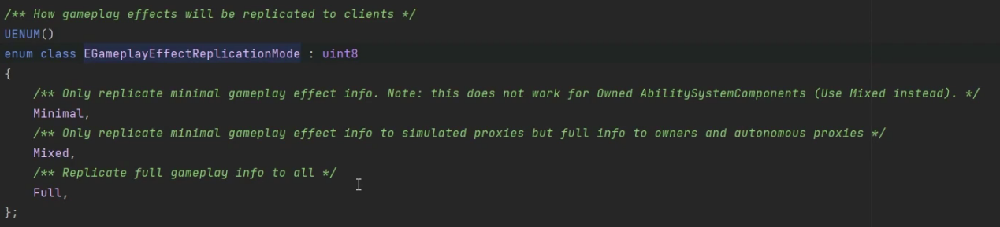 /** How gameplay effects will be replicated to clients */
UENUM()
enum class EGameplayEffectReplicationMode : uint8
{
    /** Only replicate minimal gameplay effect info. Note: this does not work for Owned AbilitySystemComponents (Use Mixed instead). */
    Minimal,
    /** Only replicate minimal gameplay effect info to simulated proxies but full info to owners and autonomous proxies */
    Mixed,
    /** Replicate full gameplay info to all */
    Full,
};